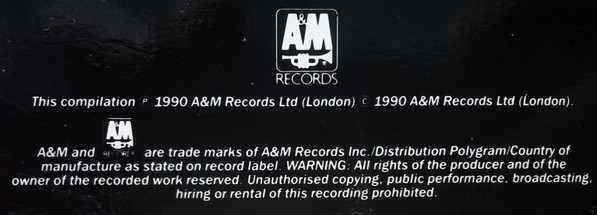 A&M
RECORDS
This compilation ℗ 1990 A&M Records Ltd (London) © 1990 A&M Records Ltd (London).
A&M
RECORDS
A&M and are trade marks of A&M Records Inc./Distribution Polygram/Country of
manufacture as stated on record label. WARNING: All rights of the producer and of the
owner of the recorded work reserved. Unauthorised copying, public performance, broadcasting,
hiring or rental of this recording prohibited.